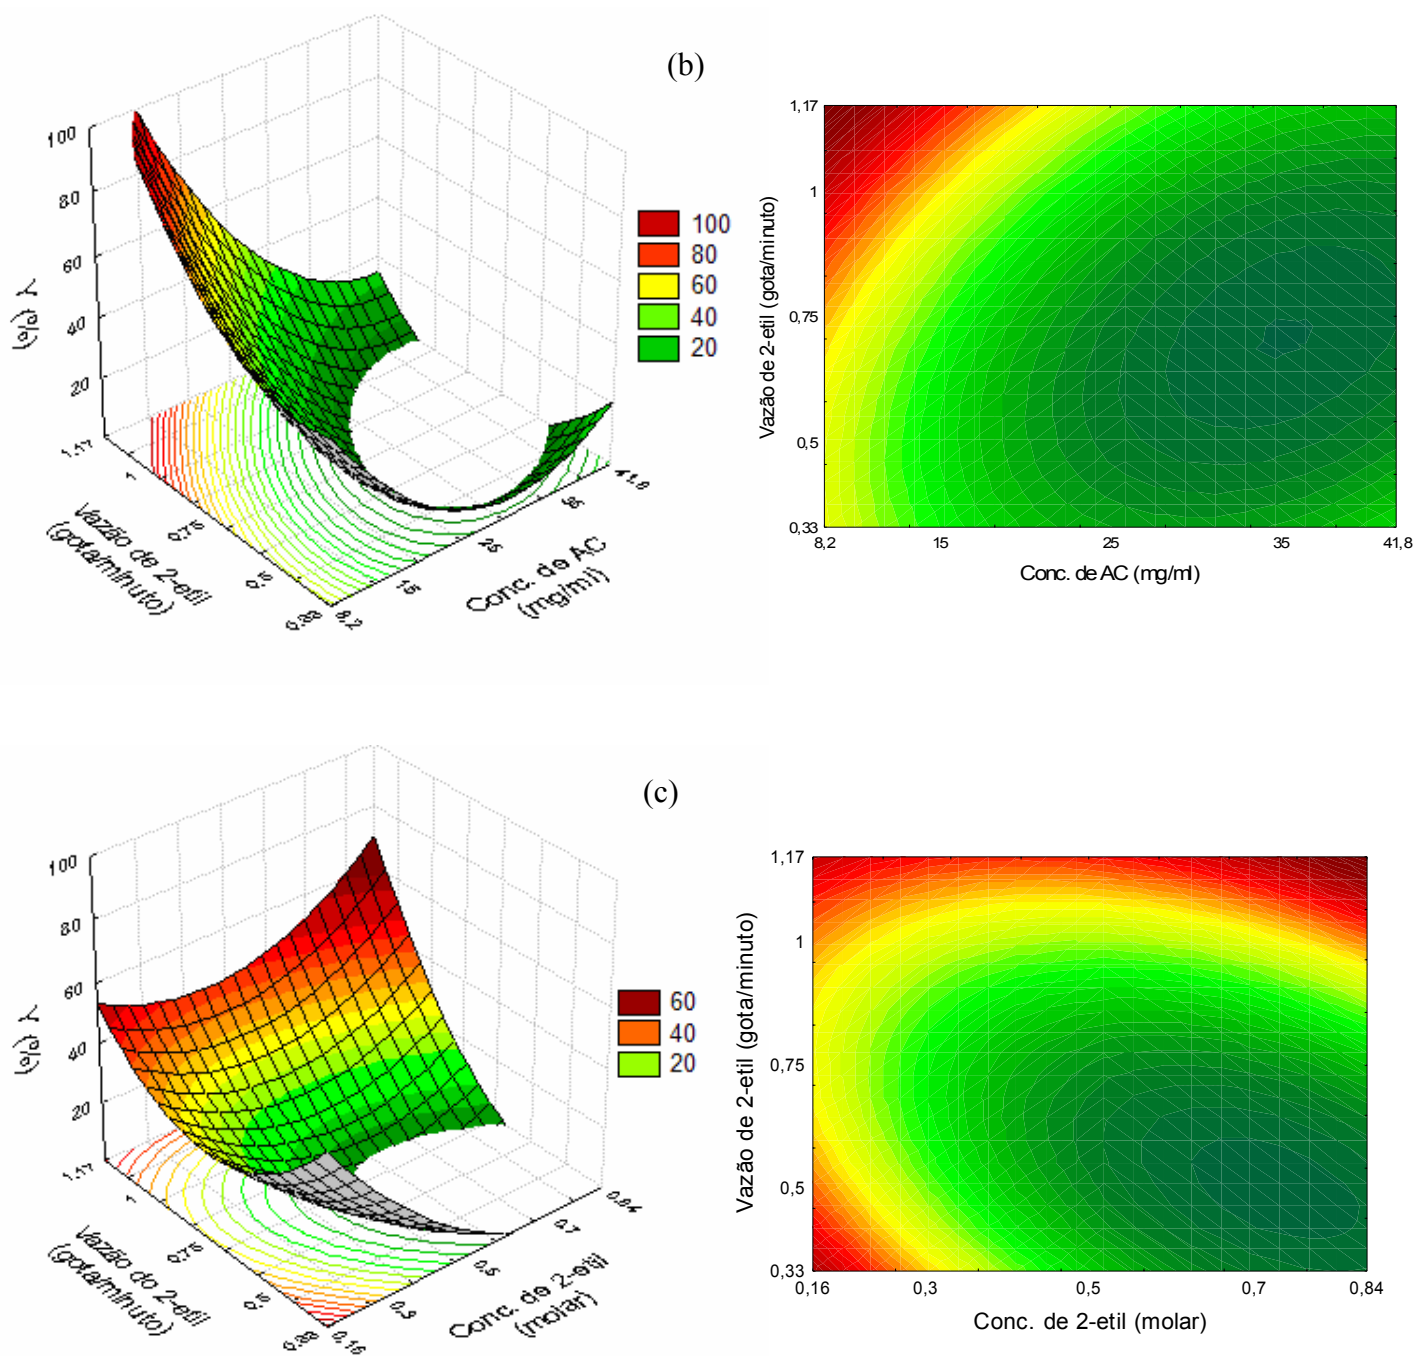 (b)
100
80
60
40
20
Y (%)
1,17
1
0,75
0,5
0,33
Vazão de 2-etil
(gota/minuto)
8,2
15
25
35
41,8
Conc. de AC
(mg/ml)
100
80
60
40
20
1,17
1
0,75
0,5
0,33
Vazão de 2-etil (gota/minuto)
8,2 15 25 35 41,8
Conc. de AC (mg/ml)
(c)
100
80
60
40
20
Y (%)
1,17
1
0,75
0,5
0,33
Vazão do 2-etil
(gota/minuto)
0,16
0,3
0,5
0,7
0,84
Conc. de 2-etil
(molar)
60
40
20
1,17
1
0,75
0,5
0,33
Vazão de 2-etil (gota/minuto)
0,16 0,3 0,5 0,7 0,84
Conc. de 2-etil (molar)